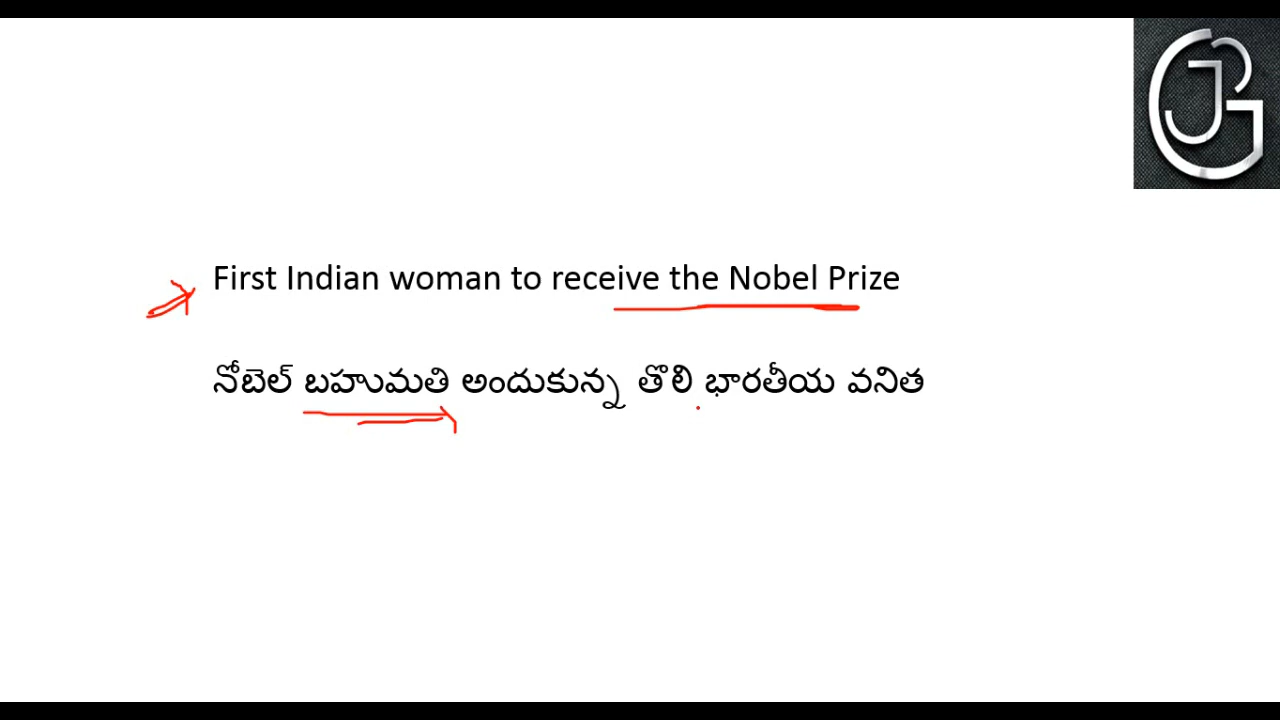 First Indian woman to receive the Nobel Prize
నోబెల్ బహుమతి అందుకున్న తొలి భారతీయ వనిత